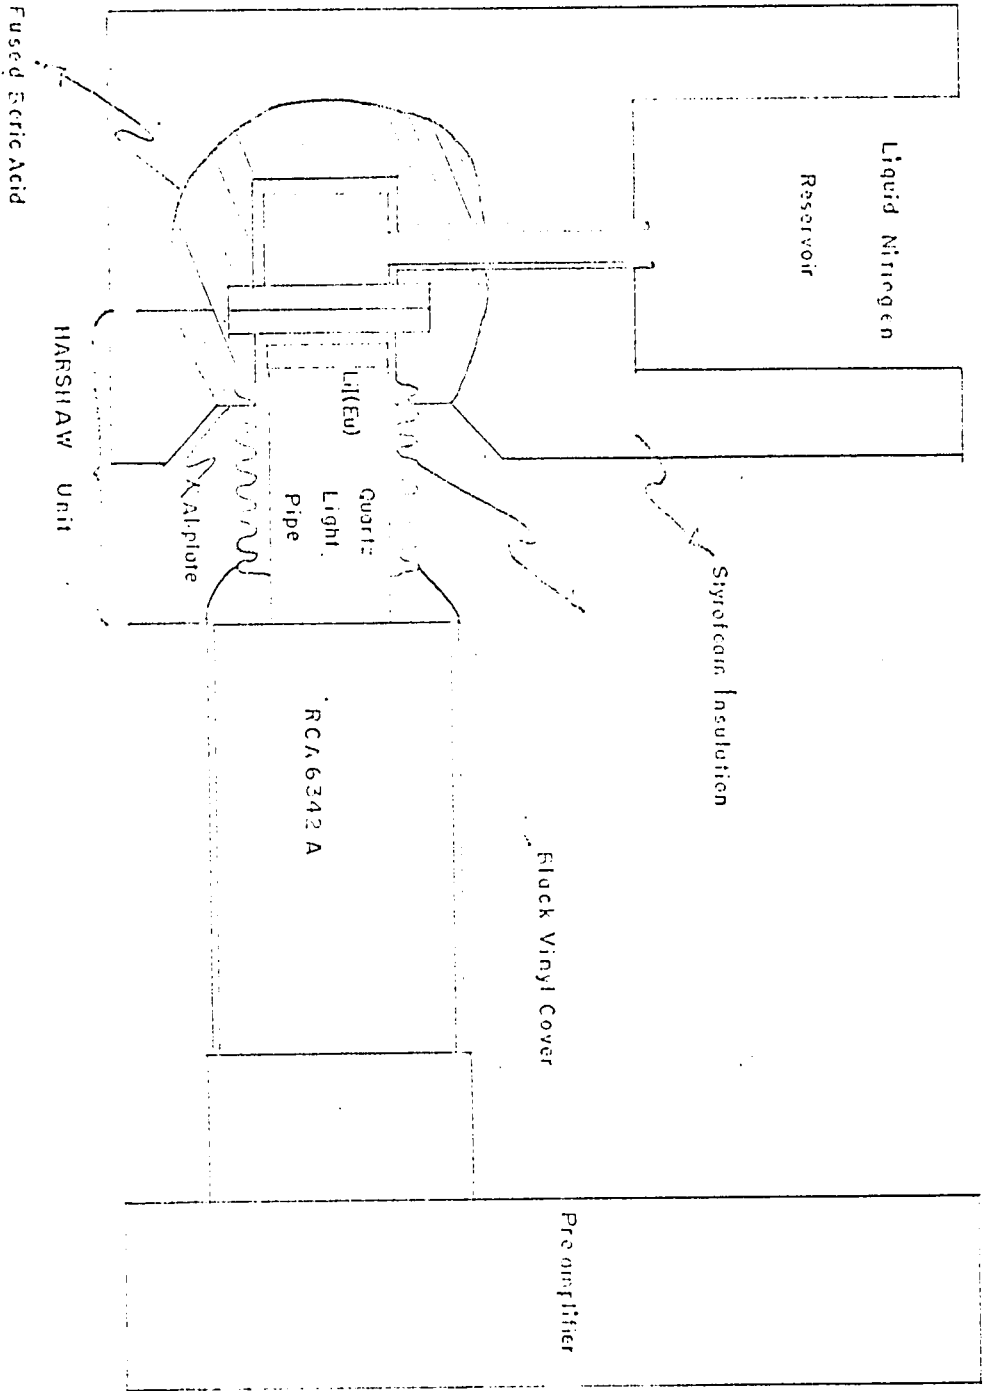 Liquid Nitrogen
Reservoir
Styrofoam Insulation
Black Vinyl Cover
Preamplifier
LiI(Eu)
Quartz
Light
Pipe
RCA 6342 A
Al-plate
HARSHAW Unit
Fused Boric Acid